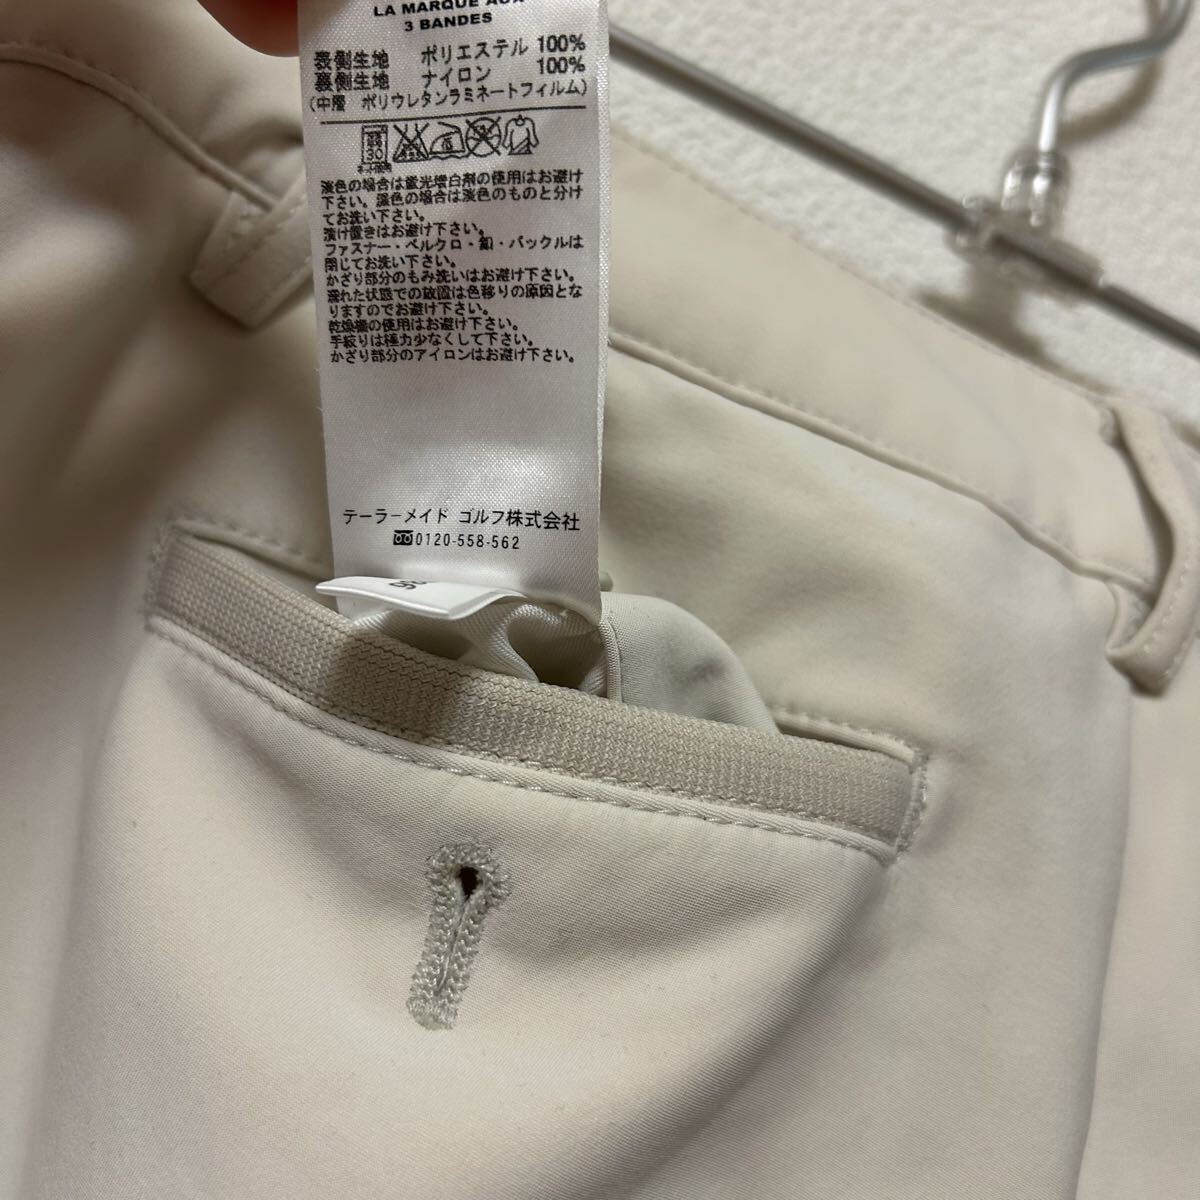 LA MARQUE AUX
3 BANDES
表側生地 ポリエステル 100%
裏側生地 ナイロン 100%
(中層 ポリウレタンラミネートフィルム)
30
淡色の場合は蛍光増白剤の使用はお避け
下さい。濃色の場合は淡色のものと分け
てお洗い下さい。
漬け置きはお避け下さい。
ファスナー・ベルクロ・釦・バックルは
閉じてお洗い下さい。
かざり部分のもみ洗いはお避け下さい。
濡れた状態での放置は色移りの原因とな
りますのでお避け下さい。
乾燥機の使用はお避け下さい。
手絞りは極力少なくして下さい。
かざり部分のアイロンはお避け下さい。
テーラーメイド ゴルフ株式会社
0120-558-562